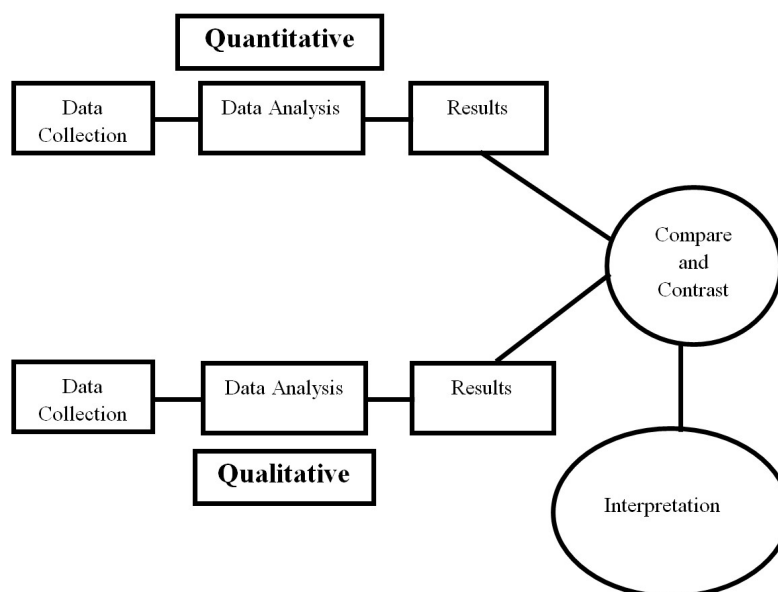 Quantitative
Data
Collection
Data Analysis
Results
Compare
and
Contrast
Data
Collection
Data Analysis
Results
Qualitative
Interpretation